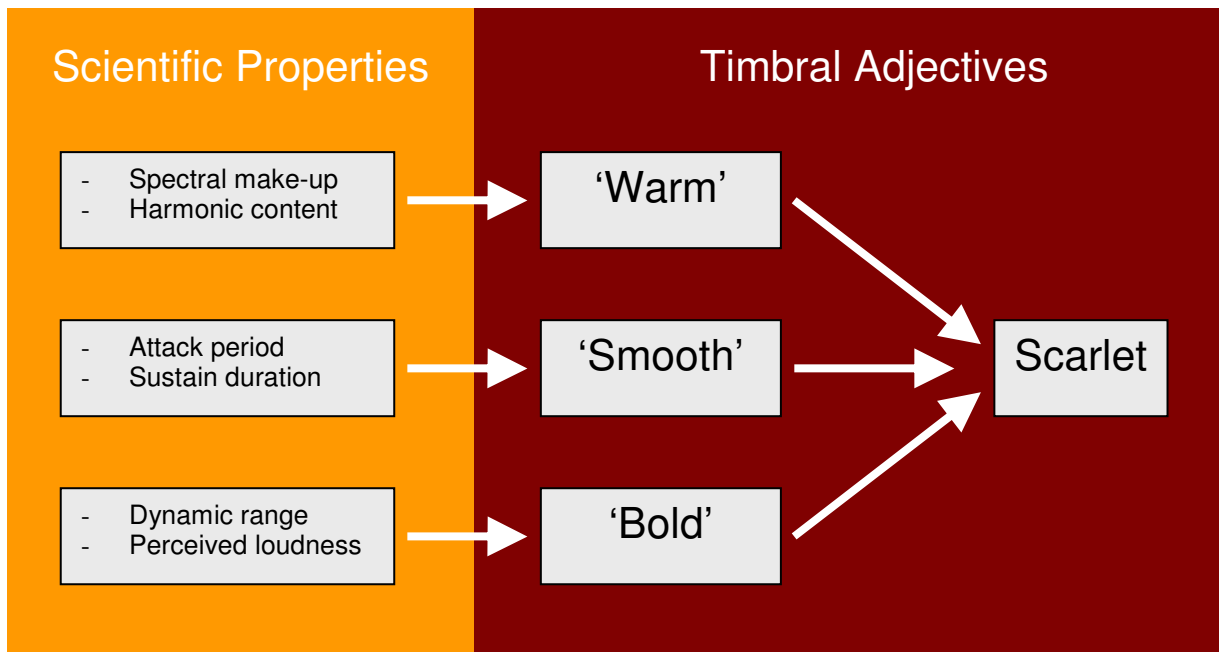 Scientific Properties
Timbral Adjectives
- Spectral make-up
- Harmonic content
‘Warm’
- Attack period
- Sustain duration
‘Smooth’
Scarlet
- Dynamic range
- Perceived loudness
‘Bold’